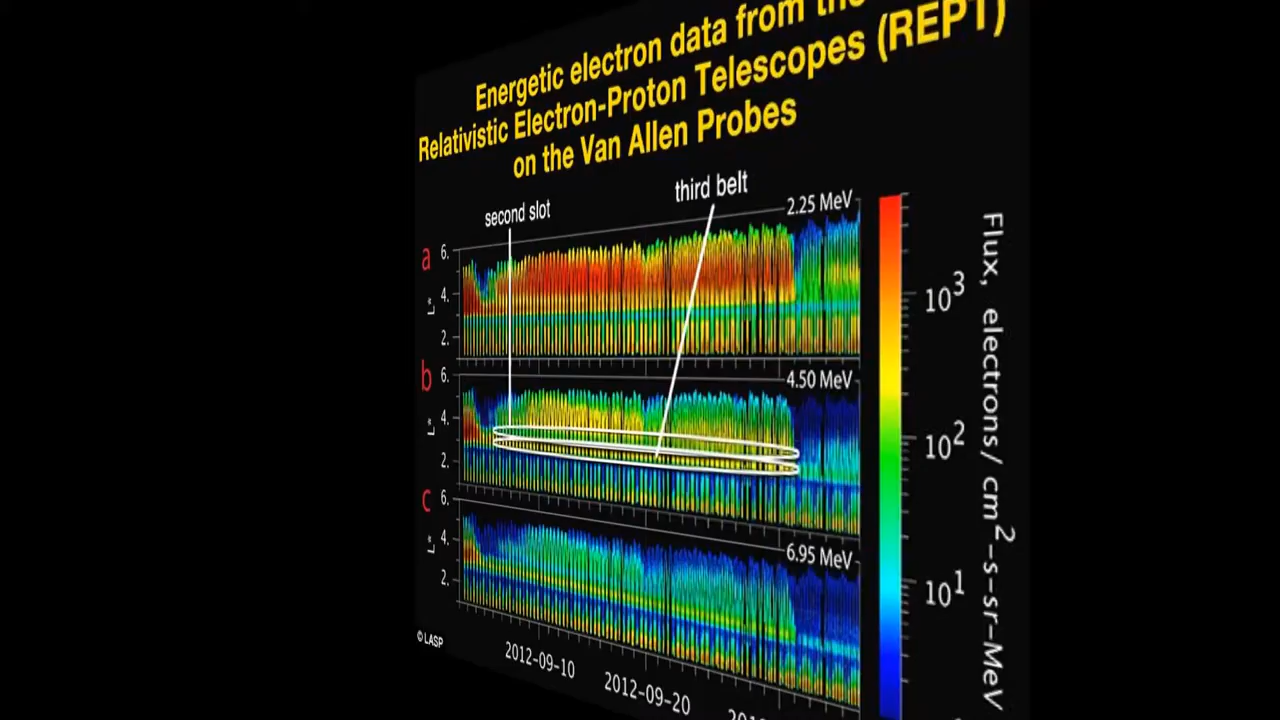 Energetic electron data from the
Relativistic Electron-Proton Telescopes (REPT)
on the Van Allen Probes
second slot
third belt
2.25 MeV
a
6.
4.
2.
L*
b
4.50 MeV
6.
4.
2.
L*
c
6.95 MeV
6.
4.
2.
L*
10³
10²
10¹
Flux, electrons/ cm²-s-sr-MeV
© LASP
2012-09-10
2012-09-20